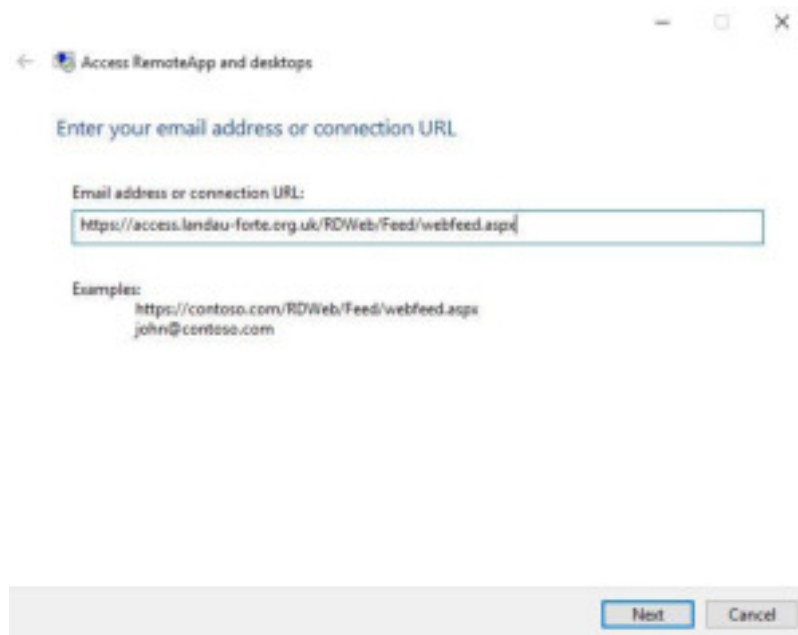 Access RemoteApp and desktops
Enter your email address or connection URL
Email address or connection URL:
https://access.landau-forte.org.uk/RDWeb/Feed/webfeed.aspx
Examples:
https://contoso.com/RDWeb/Feed/webfeed.aspx
john@contoso.com
Next Cancel